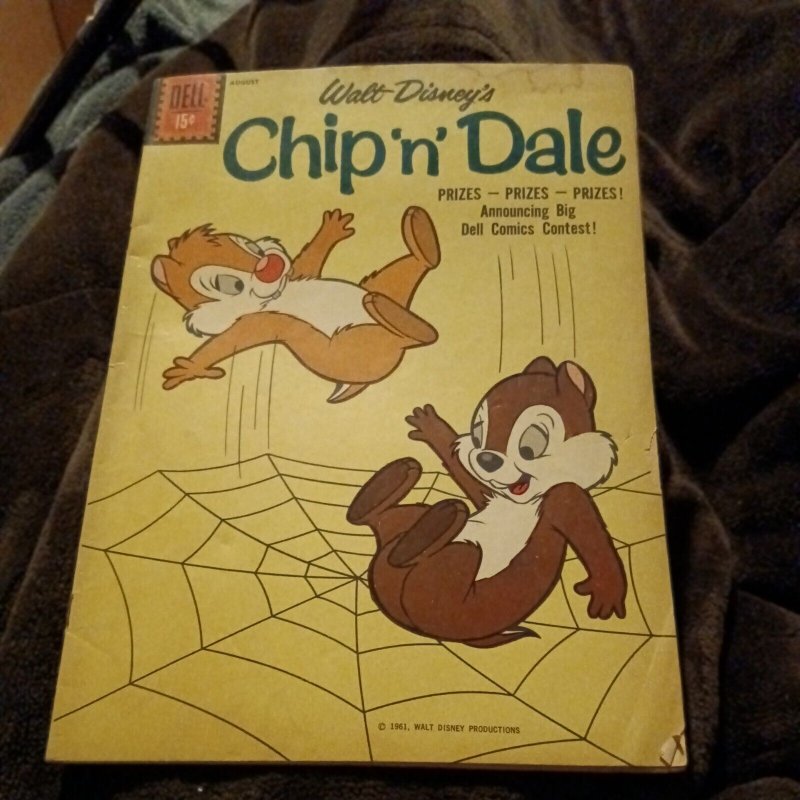 DELL
15¢
AUGUST
Walt Disney's
Chip 'n' Dale
PRIZES — PRIZES — PRIZES!
Announcing Big
Dell Comics Contest!
© 1961, WALT DISNEY PRODUCTIONS